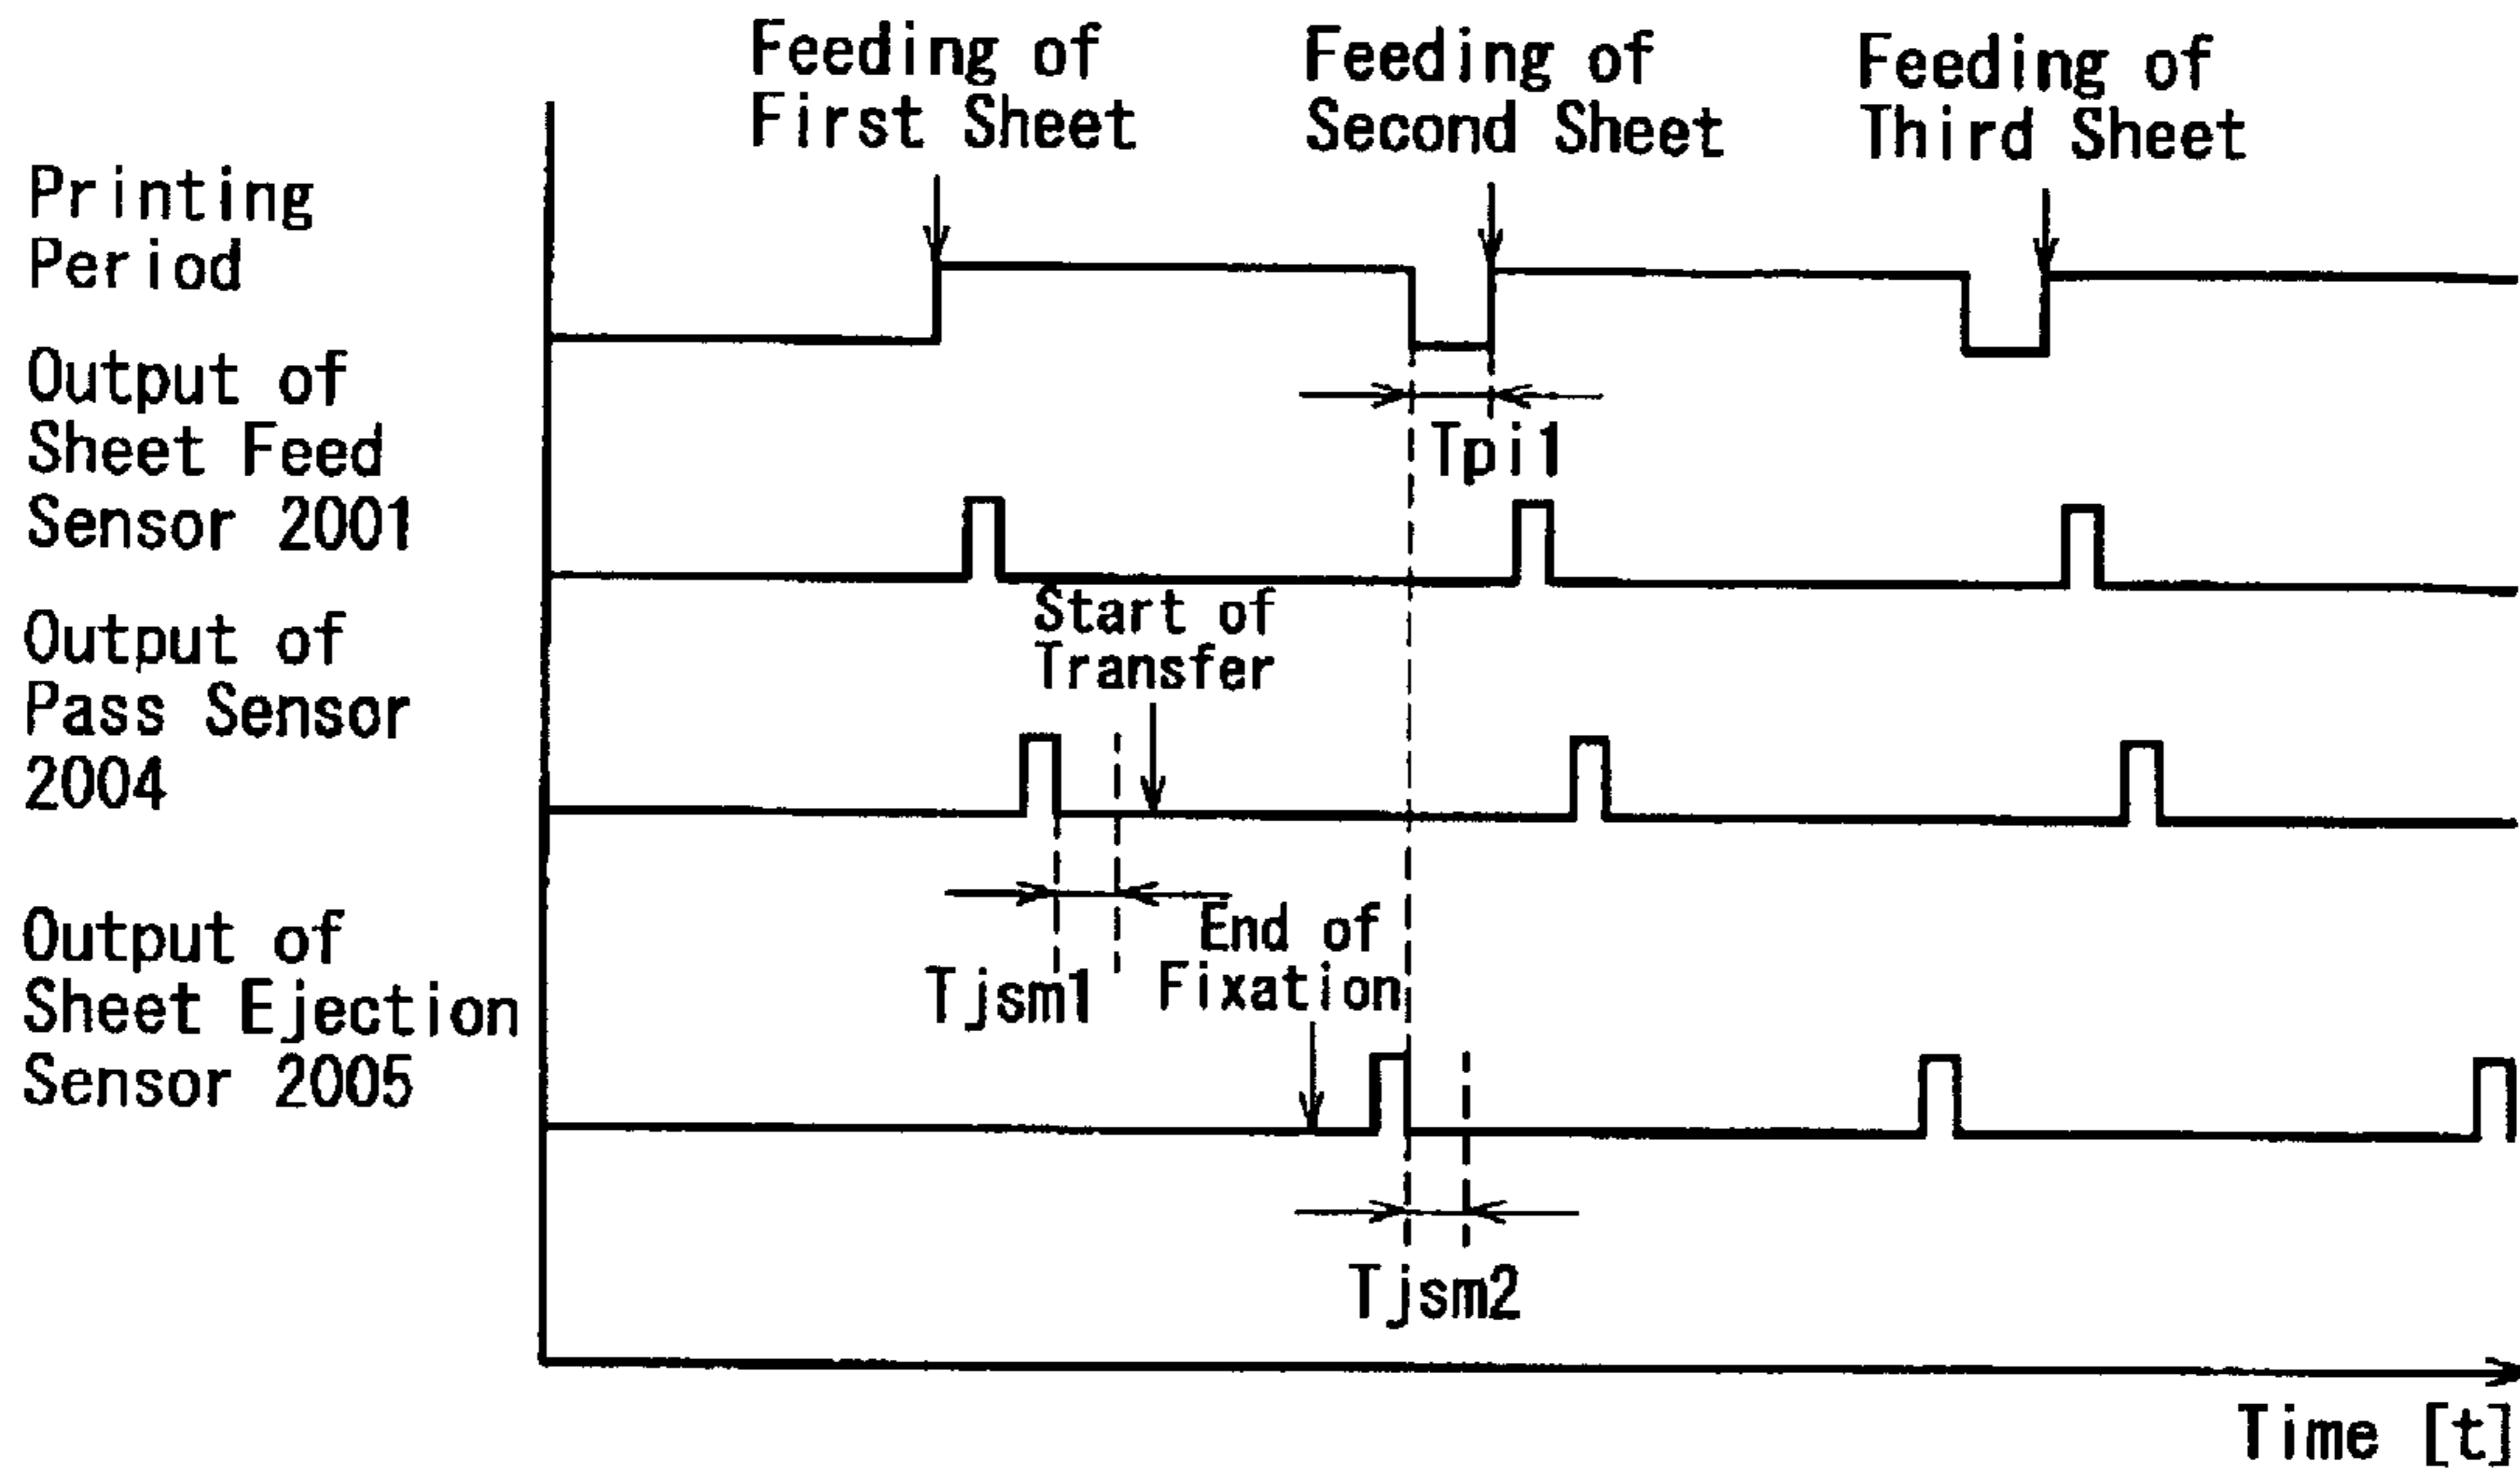 Feeding of
First Sheet
Feeding of
Second Sheet
Feeding of
Third Sheet
Printing
Period
Output of
Sheet Feed
Sensor 2001
Tpi1
Start of
Transfer
Output of
Pass Sensor
2004
Tjsm1
End of
Fixation
Output of
Sheet Ejection
Sensor 2005
Tjsm2
Time [t]